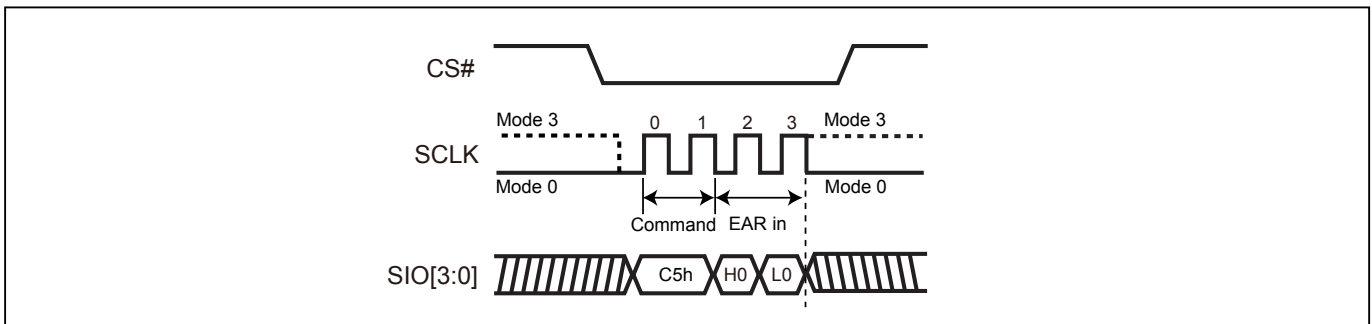 CS#
Mode 3 0 1 2 3 Mode 3
SCLK
Mode 0 Mode 0
Command EAR in
SIO[3:0] C5h H0 L0